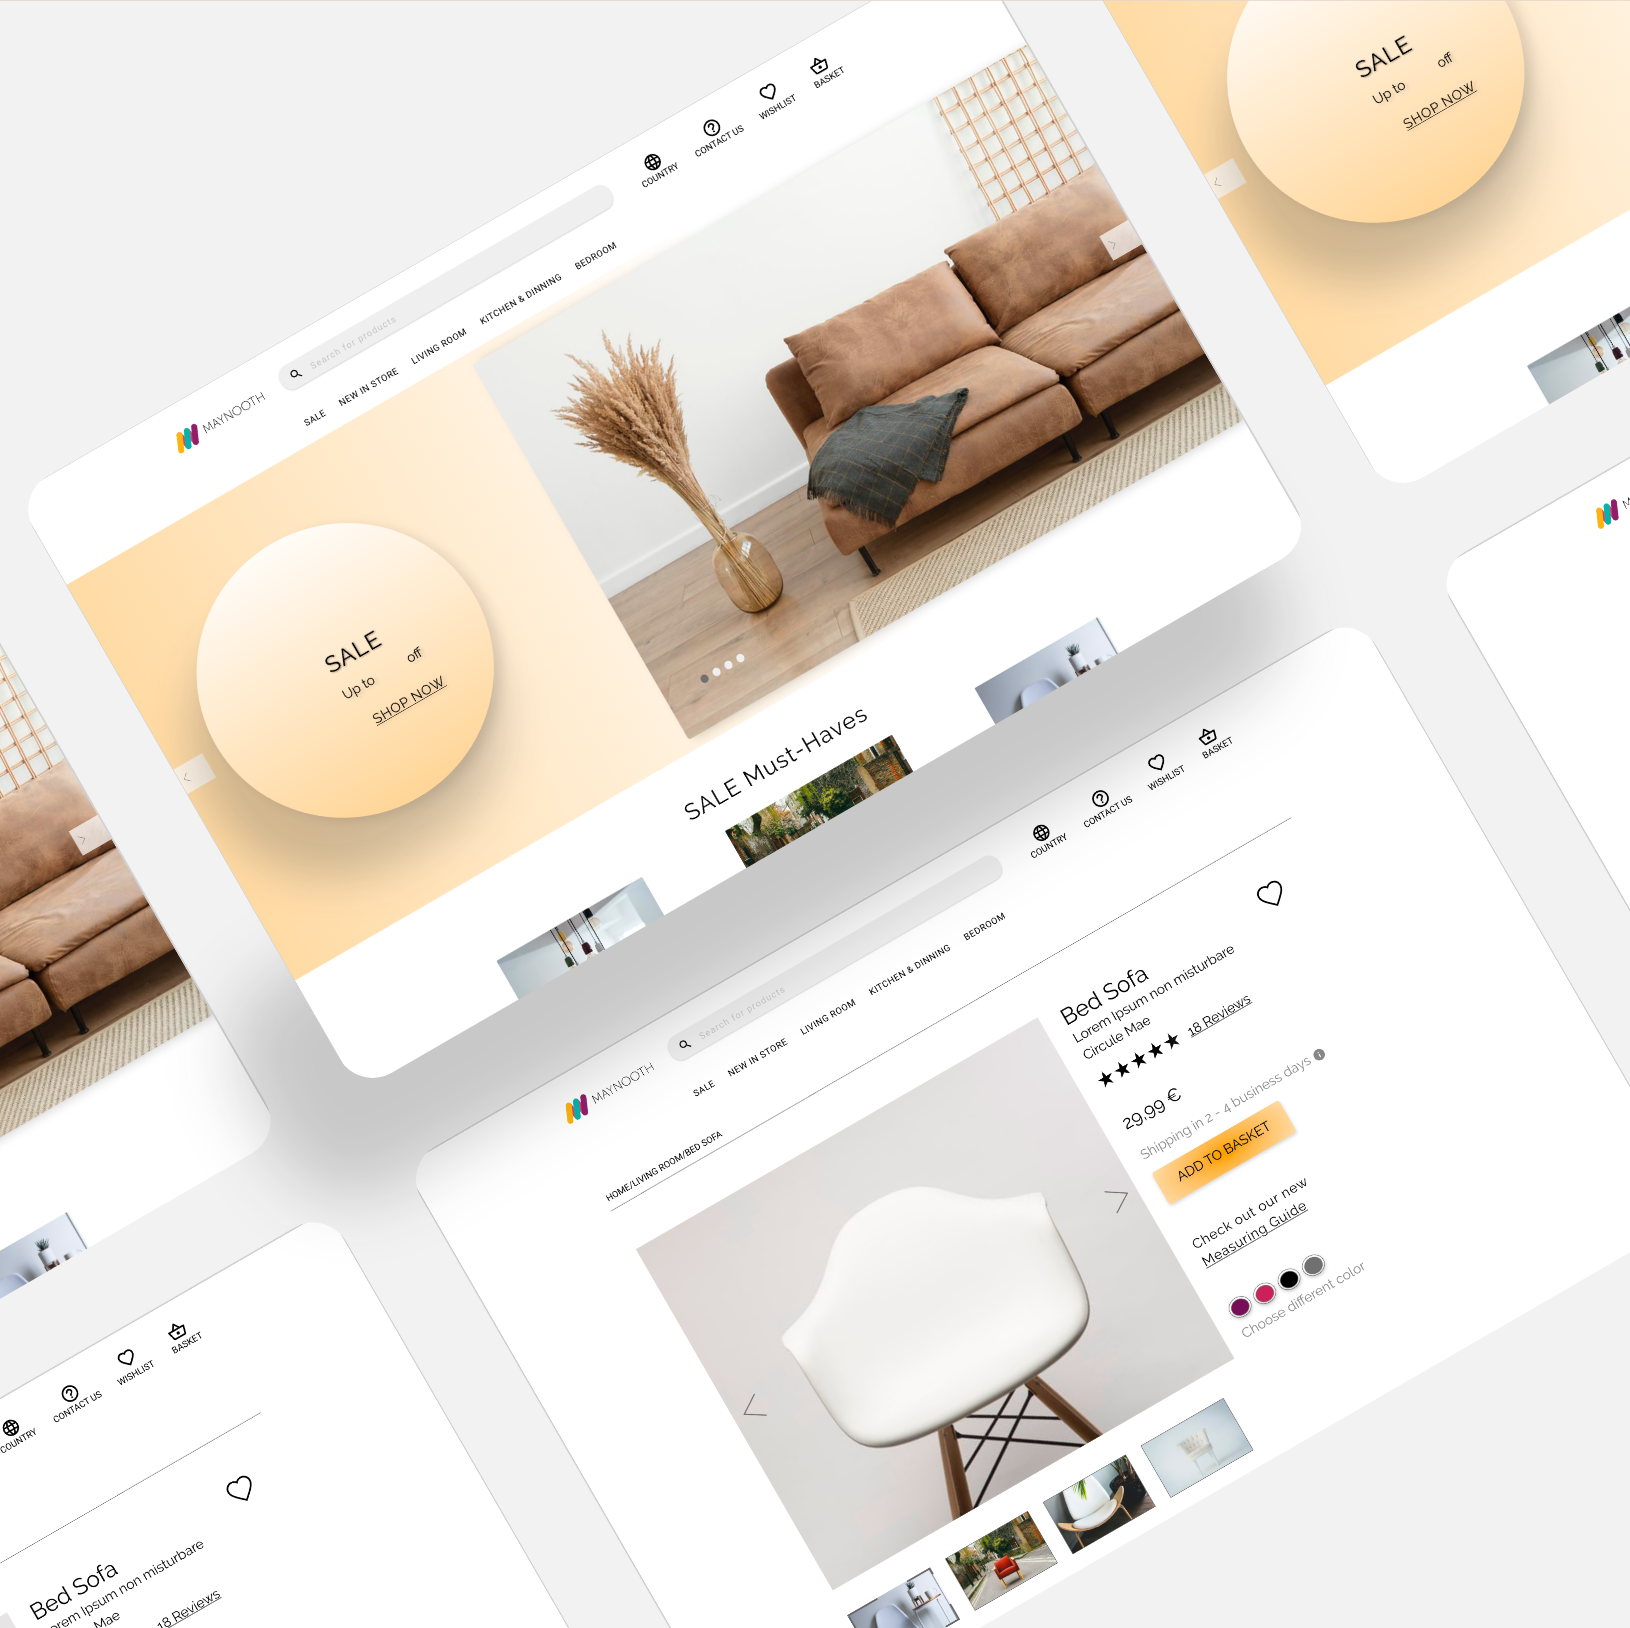 COUNTRY
CONTACT US
WISHLIST
BASKET
MAYNOOTH
Search for products
SALE
NEW IN STORE
LIVING ROOM
KITCHEN & DINNING
BEDROOM
SALE
Up to off
SHOP NOW
SALE Must-Haves
SALE
Up to off
SHOP NOW
COUNTRY
CONTACT US
WISHLIST
BASKET
MAYNOOTH
Search for products
SALE
NEW IN STORE
LIVING ROOM
KITCHEN & DINNING
BEDROOM
HOME/LIVING ROOM/BED SOFA
Bed Sofa
Lorem Ipsum non misturbare
Circule Mae
18 Reviews
29,99 €
Shipping in 2 - 4 business days
ADD TO BASKET
Check out our new
Measuring Guide
Choose different color
COUNTRY
CONTACT US
WISHLIST
BASKET
Bed Sofa
orem Ipsum non misturbare
Mae
18 Reviews